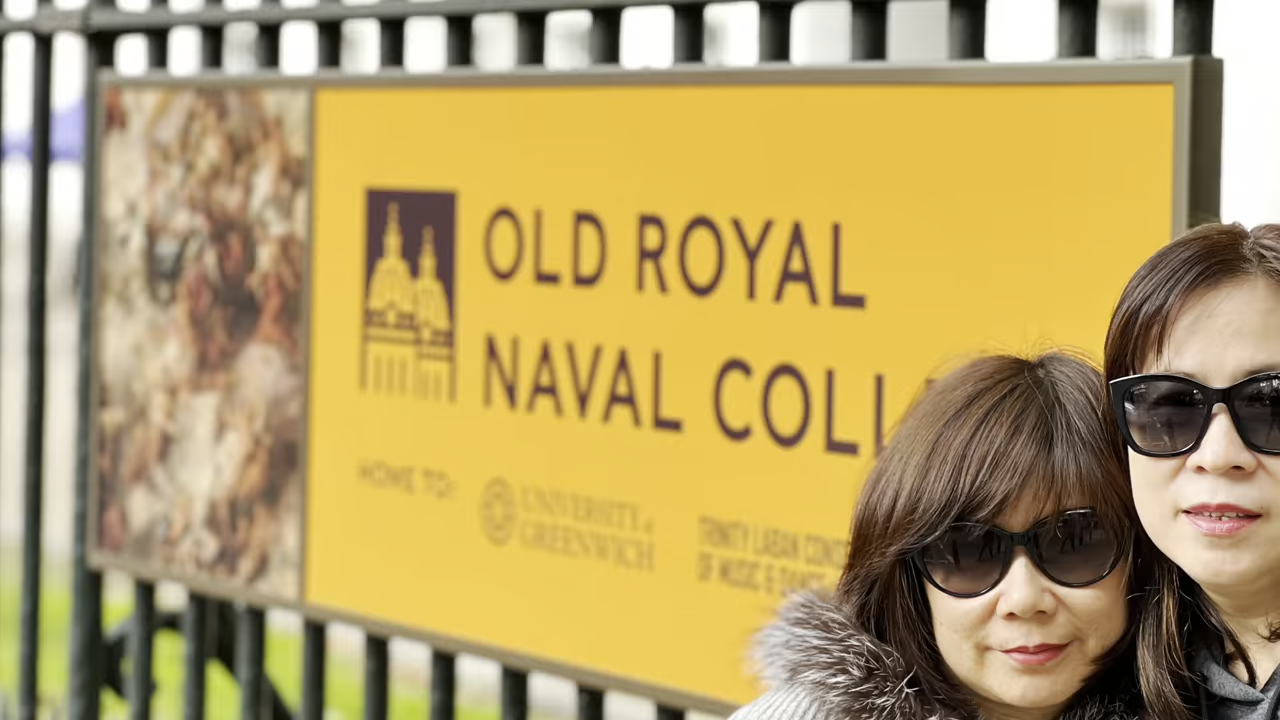 OLD ROYAL
NAVAL COLL
HOME TO:
UNIVERSITY of
GREENWICH
TRINITY LABAN CONS
OF MUSIC & DANC